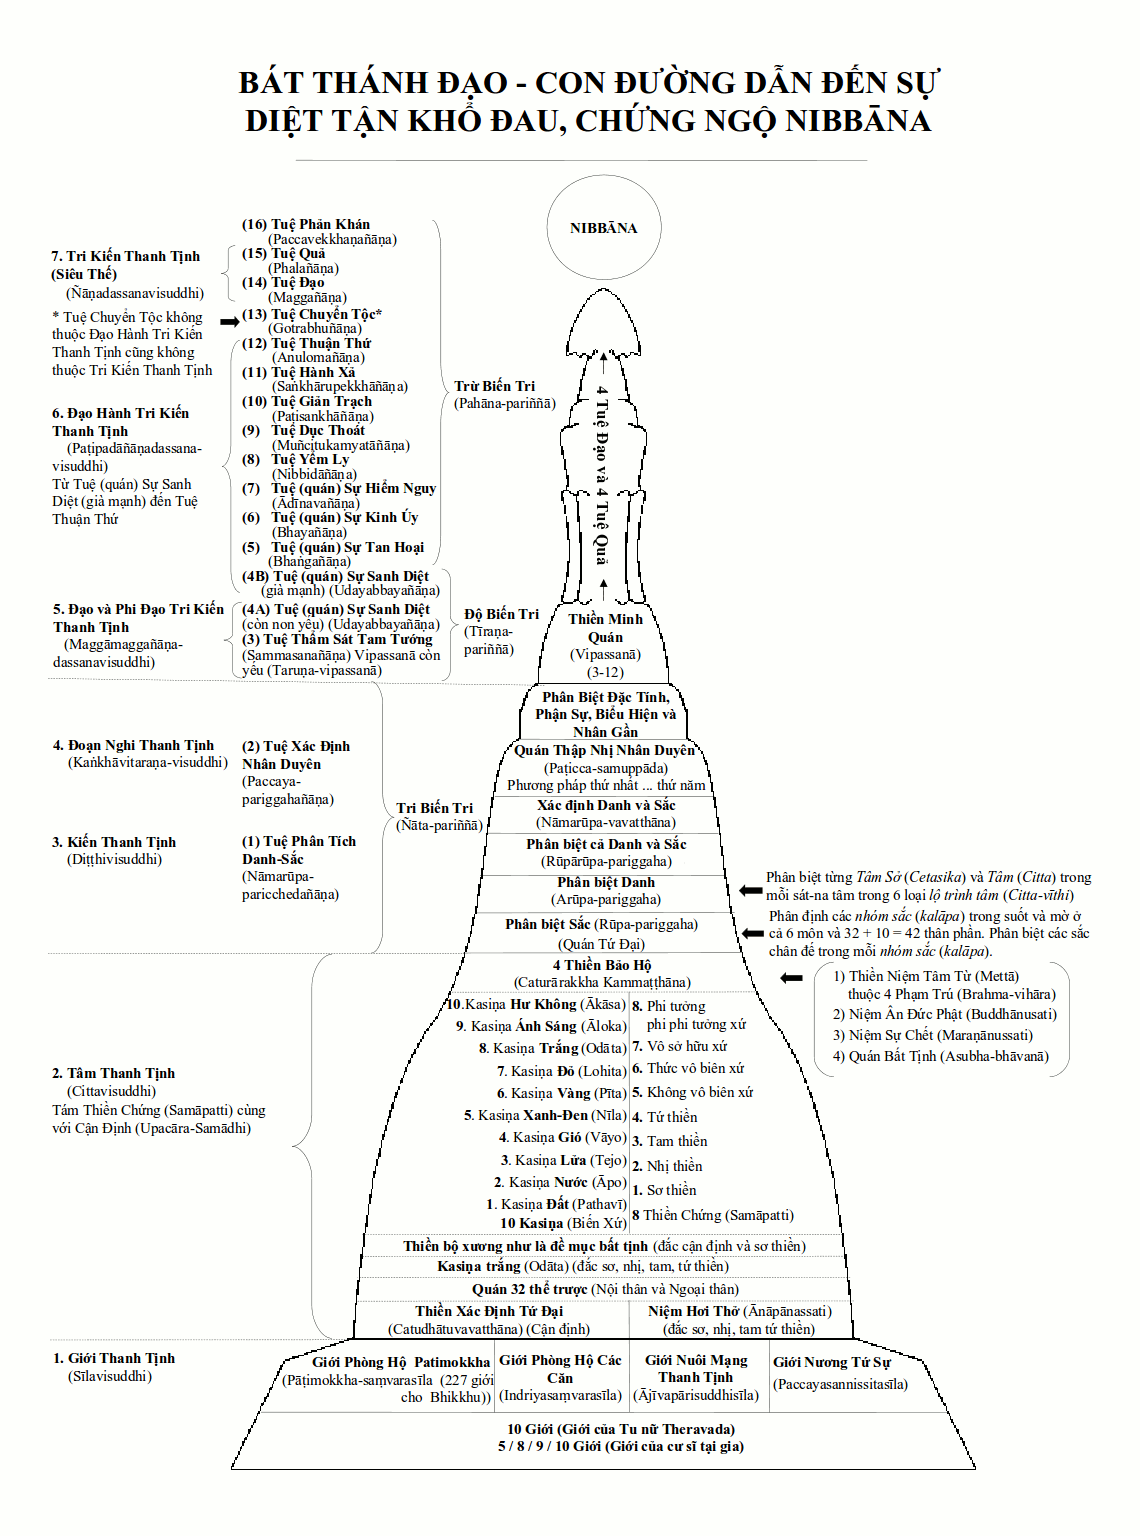 BÁT THÁNH ĐẠO - CON ĐƯỜNG DẪN ĐẾN SỰ
DIỆT TẬN KHỔ ĐAU, CHỨNG NGỘ NIBBĀNA
NIBBĀNA
4 Tuệ Đạo và 4 Tuệ Quả
7. Tri Kiến Thanh Tịnh
(Siêu Thế)
(Ñāṇadassanavisuddhi)
* Tuệ Chuyển Tộc không
thuộc Đạo Hành Tri Kiến
Thanh Tịnh cũng không
thuộc Tri Kiến Thanh Tịnh
6. Đạo Hành Tri Kiến
Thanh Tịnh
(Paṭipadāñāṇadassana-
visuddhi)
Từ Tuệ (quán) Sự Sanh
Diệt (già mạnh) đến Tuệ
Thuận Thứ
5. Đạo và Phi Đạo Tri Kiến
Thanh Tịnh
(Maggāmaggañāṇa-
dassanavisuddhi)
(16) Tuệ Phản Khán
(Paccavekkhaṇañāṇa)
(15) Tuệ Quả
(Phalañāṇa)
(14) Tuệ Đạo
(Maggañāṇa)
(13) Tuệ Chuyển Tộc*
(Gotrabhuñāṇa)
(12) Tuệ Thuận Thứ
(Anulomañāṇa)
(11) Tuệ Hành Xả
(Saṅkhārupekkhāñāṇa)
(10) Tuệ Giản Trạch
(Paṭisankhāñāṇa)
(9) Tuệ Dục Thoát
(Muñcitukamyatāñāṇa)
(8) Tuệ Yếm Ly
(Nibbidāñāṇa)
(7) Tuệ (quán) Sự Hiểm Nguy
(Ādīnavañāṇa)
(6) Tuệ (quán) Sự Kinh Úy
(Bhayañāṇa)
(5) Tuệ (quán) Sự Tan Hoại
(Bhaṅgañāṇa)
(4B) Tuệ (quán) Sự Sanh Diệt
(già mạnh) (Udayabbayañāṇa)
(4A) Tuệ (quán) Sự Sanh Diệt
(còn non yếu) (Udayabbayañāṇa)
(3) Tuệ Thẩm Sát Tam Tướng
(Sammasanañāṇa) Vipassanā còn
yếu (Taruṇa-vipassanā)
Trừ Biến Tri
(Pahāna-pariññā)
Độ Biến Tri
(Tīraṇa-
pariññā)
Thiền Minh
Quán
(Vipassanā)
(3-12)
Phân Biệt Đặc Tính,
Phận Sự, Biểu Hiện và
Nhân Gần
4. Đoạn Nghi Thanh Tịnh
(Kaṅkhāvitaraṇa-visuddhi)
(2) Tuệ Xác Định
Nhân Duyên
(Paccaya-
pariggahañāṇa)
Quán Thập Nhị Nhân Duyên
(Paṭicca-samuppāda)
Phương pháp thứ nhất ... thứ năm
Tri Biến Tri
(Ñāta-pariññā)
Xác định Danh và Sắc
(Nāmarūpa-vavatthāna)
3. Kiến Thanh Tịnh
(Diṭṭhivisuddhi)
(1) Tuệ Phân Tích
Danh-Sắc
(Nāmarūpa-
paricchedañāṇa)
Phân biệt cả Danh và Sắc
(Rūpārūpa-pariggaha)
Phân biệt Danh
(Arūpa-pariggaha)
Phân biệt từng Tâm Sở (Cetasika) và Tâm (Citta) trong
mỗi sát-na tâm trong 6 loại lộ trình tâm (Citta-vīthi)
Phân biệt Sắc (Rūpa-pariggaha)
(Quán Tứ Đại)
Phân định các nhóm sắc (kalāpa) trong suốt và mờ ở
cả 6 môn và 32 + 10 = 42 thân phần. Phân biệt các sắc
chân đế trong mỗi nhóm sắc (kalāpa).
4 Thiền Bảo Hộ
(Caturārakkha Kammaṭṭhāna)
1) Thiền Niệm Tâm Từ (Mettā)
thuộc 4 Phạm Trú (Brahma-vihāra)
2) Niệm Ân Đức Phật (Buddhānusati)
3) Niệm Sự Chết (Maraṇānussati)
4) Quán Bất Tịnh (Asubha-bhāvanā)
2. Tâm Thanh Tịnh
(Cittavisuddhi)
Tám Thiền Chứng (Samāpatti) cùng
với Cận Định (Upacāra-Samādhi)
10.Kasiṇa Hư Không (Ākāsa)
9. Kasiṇa Ánh Sáng (Āloka)
8. Kasiṇa Trắng (Odāta)
7. Kasiṇa Đỏ (Lohita)
6. Kasiṇa Vàng (Pīta)
5. Kasiṇa Xanh-Đen (Nīla)
4. Kasiṇa Gió (Vāyo)
3. Kasiṇa Lửa (Tejo)
2. Kasiṇa Nước (Āpo)
1. Kasiṇa Đất (Pathavī)
10 Kasiṇa (Biến Xứ)
8. Phi tưởng
phi phi tưởng xứ
7. Vô sở hữu xứ
6. Thức vô biên xứ
5. Không vô biên xứ
4. Tứ thiền
3. Tam thiền
2. Nhị thiền
1. Sơ thiền
8 Thiền Chứng (Samāpatti)
Thiền bộ xương như là đề mục bất tịnh (đắc cận định và sơ thiền)
Kasiṇa trắng (Odāta) (đắc sơ, nhị, tam, tứ thiền)
Quán 32 thể trược (Nội thân và Ngoại thân)
Thiền Xác Định Tứ Đại
(Catudhātuvavatthāna) (Cận định)
Niệm Hơi Thở (Ānāpānassati)
(đắc sơ, nhị, tam tứ thiền)
1. Giới Thanh Tịnh
(Sīlavisuddhi)
Giới Phòng Hộ Patimokkha
(Pāṭimokkha-saṃvarasīla (227 giới
cho Bhikkhu))
Giới Phòng Hộ Các
Căn
(Indriyasaṃvarasīla)
Giới Nuôi Mạng
Thanh Tịnh
(Ājīvapārisuddhisīla)
Giới Nương Tứ Sự
(Paccayasannissitasīla)
10 Giới (Giới của Tu nữ Theravada)
5 / 8 / 9 / 10 Giới (Giới của cư sĩ tại gia)